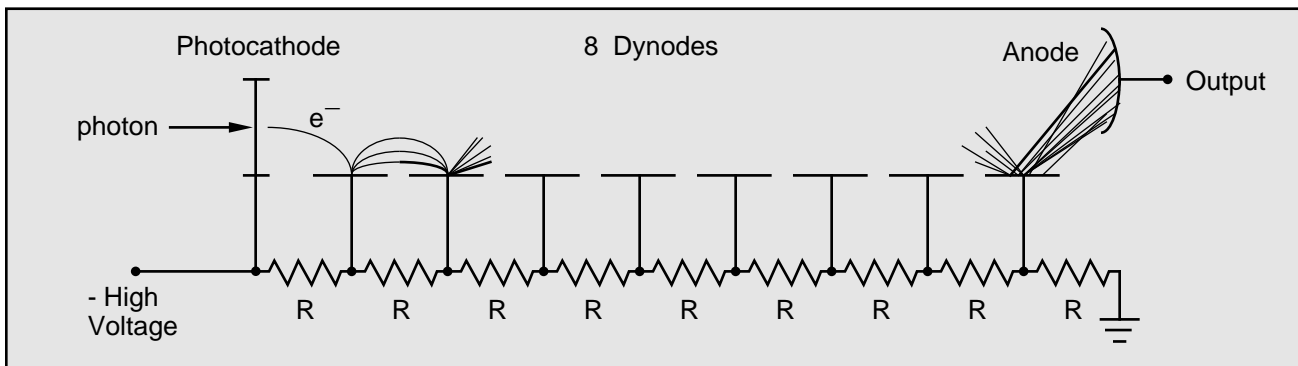 Photocathode
8 Dynodes
Anode
Output
photon
e⁻
- High
Voltage
R R R R R R R R R